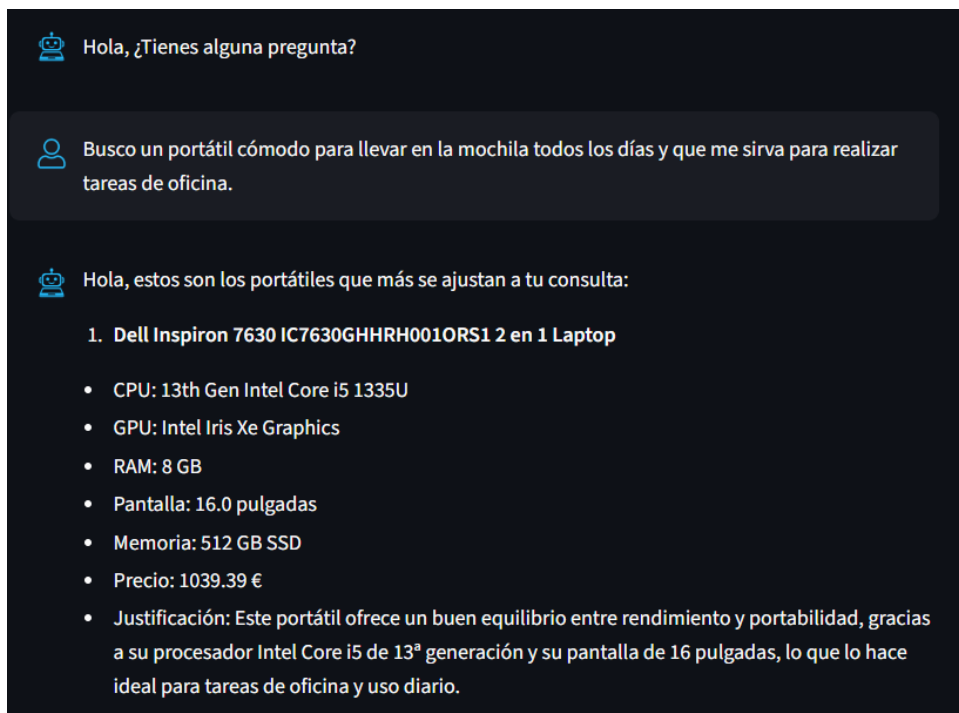 Hola, ¿Tienes alguna pregunta?
Busco un portátil cómodo para llevar en la mochila todos los días y que me sirva para realizar
tareas de oficina.
Hola, estos son los portátiles que más se ajustan a tu consulta:
1. Dell Inspiron 7630 IC7630GHHRH001ORS1 2 en 1 Laptop
• CPU: 13th Gen Intel Core i5 1335U
• GPU: Intel Iris Xe Graphics
• RAM: 8 GB
• Pantalla: 16.0 pulgadas
• Memoria: 512 GB SSD
• Precio: 1039.39 €
• Justificación: Este portátil ofrece un buen equilibrio entre rendimiento y portabilidad, gracias
a su procesador Intel Core i5 de 13ª generación y su pantalla de 16 pulgadas, lo que lo hace
ideal para tareas de oficina y uso diario.